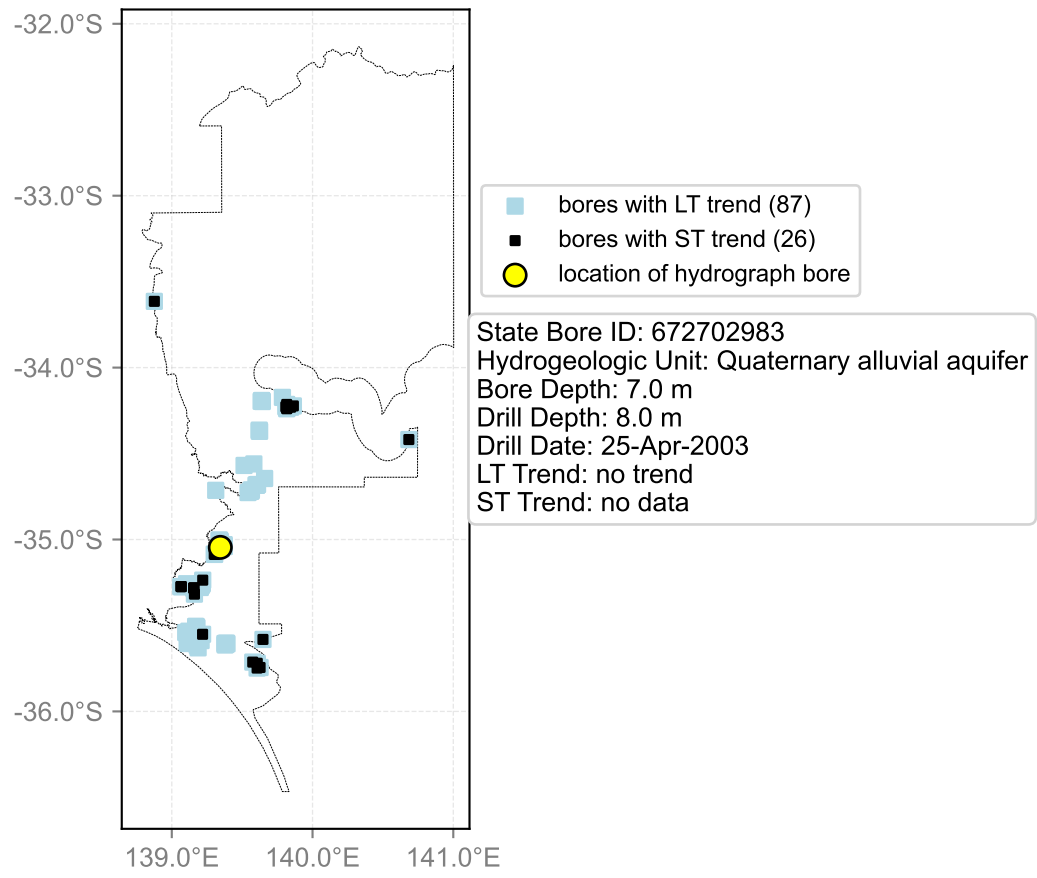 -32.0°S
-33.0°S
-34.0°S
-35.0°S
-36.0°S
139.0°E 140.0°E 141.0°E
bores with LT trend (87)
bores with ST trend (26)
location of hydrograph bore
State Bore ID: 672702983
Hydrogeologic Unit: Quaternary alluvial aquifer
Bore Depth: 7.0 m
Drill Depth: 8.0 m
Drill Date: 25-Apr-2003
LT Trend: no trend
ST Trend: no data